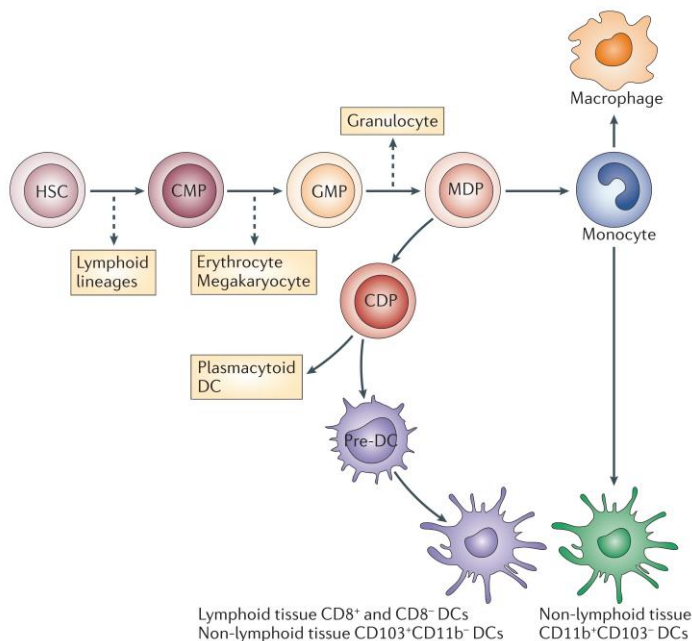 Macrophage
Granulocyte
HSC
CMP
GMP
MDP
Monocyte
Lymphoid
lineages
Erythrocyte
Megakaryocyte
CDP
Plasmacytoid
DC
Pre-DC
Lymphoid tissue CD8⁺ and CD8⁻ DCs
Non-lymphoid tissue CD103⁺CD11b⁻ DCs
Non-lymphoid tissue
CD11b⁺CD103⁻ DCs